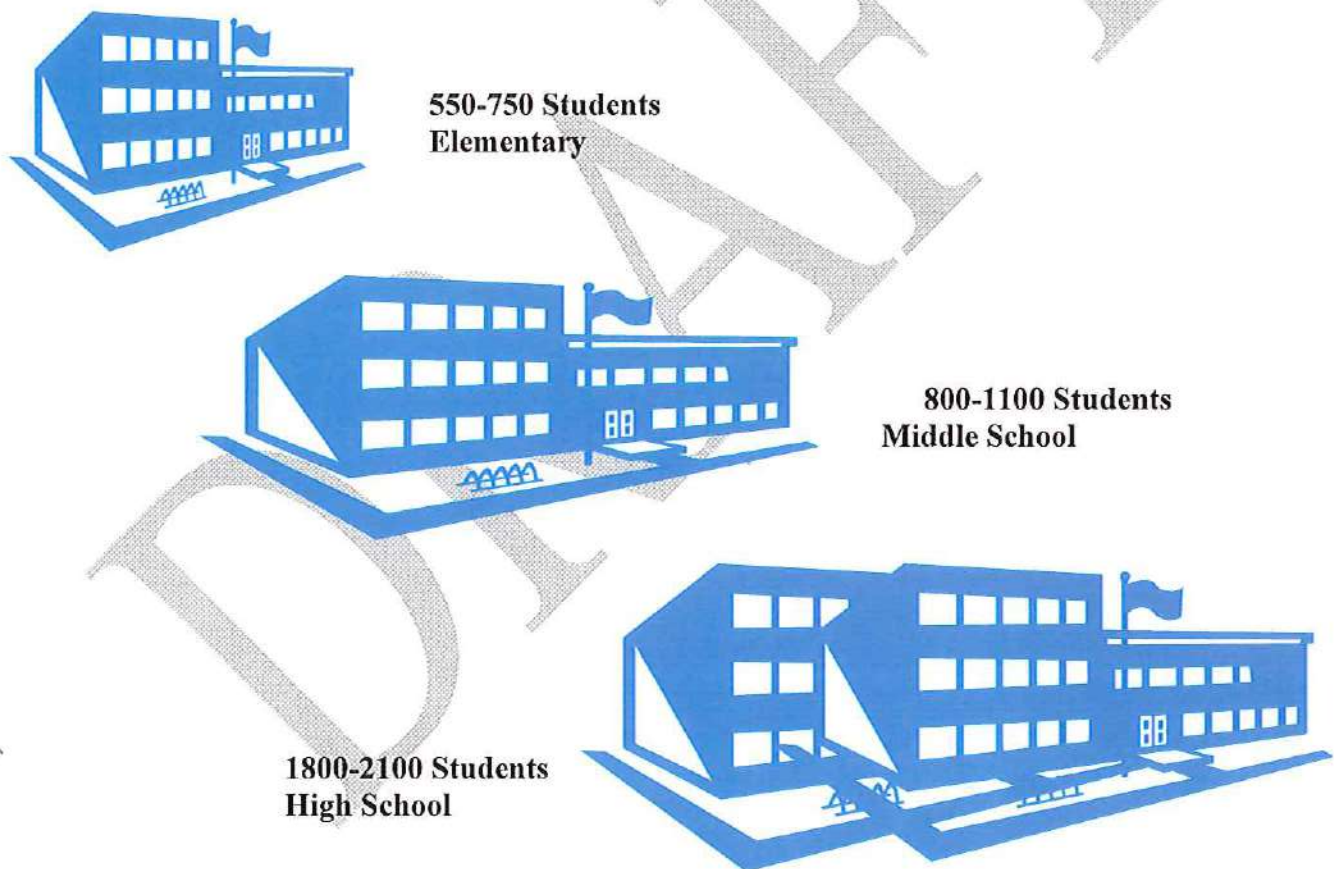 DRAFT
550-750 Students
Elementary
800-1100 Students
Middle School
1800-2100 Students
High School